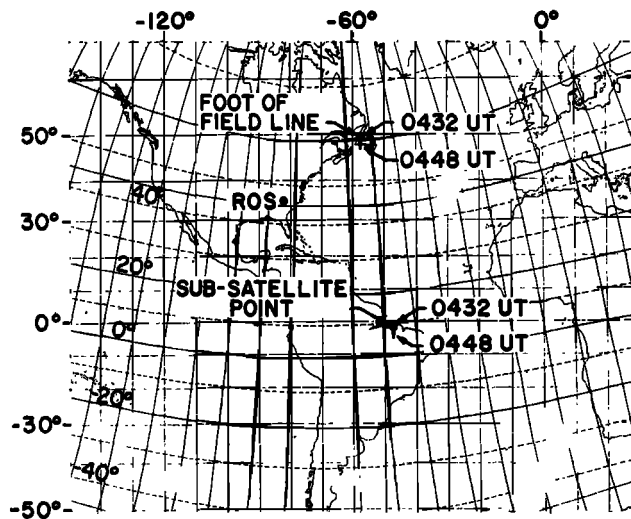 -120° -60° 0°
FOOT OF
FIELD LINE
0432 UT
0448 UT
50°
40°
ROS
30°
20°
SUB-SATELLITE
POINT
0432 UT
0448 UT
0°
0°
-20°
-30°
-40°
-50°